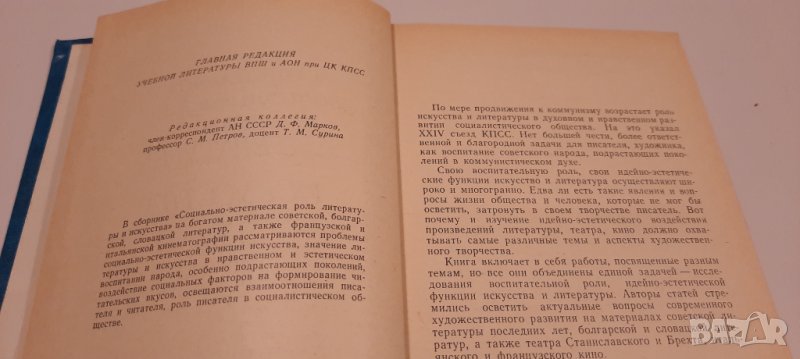 ГЛАВНАЯ РЕДАКЦИЯ
УЧЕБНОЙ ЛИТЕРАТУРЫ ВПШ и АОН при ЦК КПСС
Редакционная коллегия:
член-корреспондент АН СССР Д. Ф. Марков,
профессор С. М. Петров, доцент Т. М. Сурина
В сборнике «Социально-эстетическая роль литерату-
ры и искусства» на богатом материале советской, болгар-
ской, словацкой литератур, а также французской и
итальянской кинематографии рассматриваются проблемы
социально-эстетической функции искусства, значение ли-
тературы и искусства в нравственном и эстетическом
воспитании народа, особенно подрастающих поколений,
воздействие социальных факторов на формирование чи-
тательских вкусов, освещаются взаимоотношения писа-
теля и читателя, роль писателя в социалистическом об-
ществе.
По мере продвижения к коммунизму возрастает роль
искусства и литературы в духовном и нравственном раз-
витии социалистического общества. На это указал
XXIV съезд КПСС. Нет большей чести, более ответст-
венной и благородной задачи для писателя, художника,
как воспитание советского народа, подрастающих поко-
лений в коммунистическом духе.
Свою воспитательную роль, свои идейно-эстетичес-
кие функции искусство и литература осуществляют ши-
роко и многогранно. Едва ли есть такие явления и во-
просы жизни общества и человека, которые не мог бы
осветить, затронуть в своем творчестве писатель. Вот
почему и изучение идейно-эстетического воздействия
произведений литературы, театра, кино должно охваты-
вать самые различные темы и аспекты художественного
творчества.
Книга включает в себя работы, посвященные разным
темам, но все они объединены единой задачей — иссле-
дования воспитательной роли, идейно-эстетической
функции искусства и литературы. Авторы статей стре-
мились осветить актуальные вопросы современного
художественного развития на материалах советской ли-
тературы последних лет, болгарской и словацкой лите-
ратур, а также театра Станиславского и Брехта,
янского и французского кино.